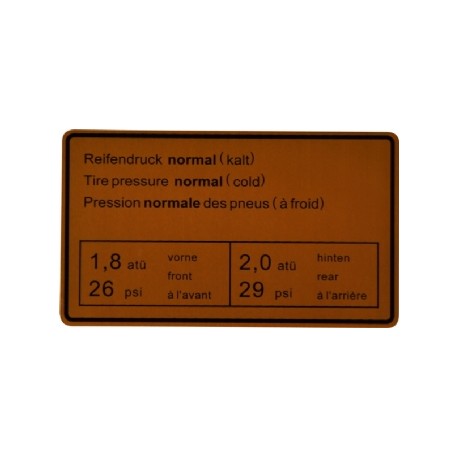 Reifendruck normal (kalt)
Tire pressure normal (cold)
Pression normale des pneus (à froid)
1,8 atü vorne
front
26 psi à l'avant
2,0 atü hinten
rear
29 psi à l'arrière